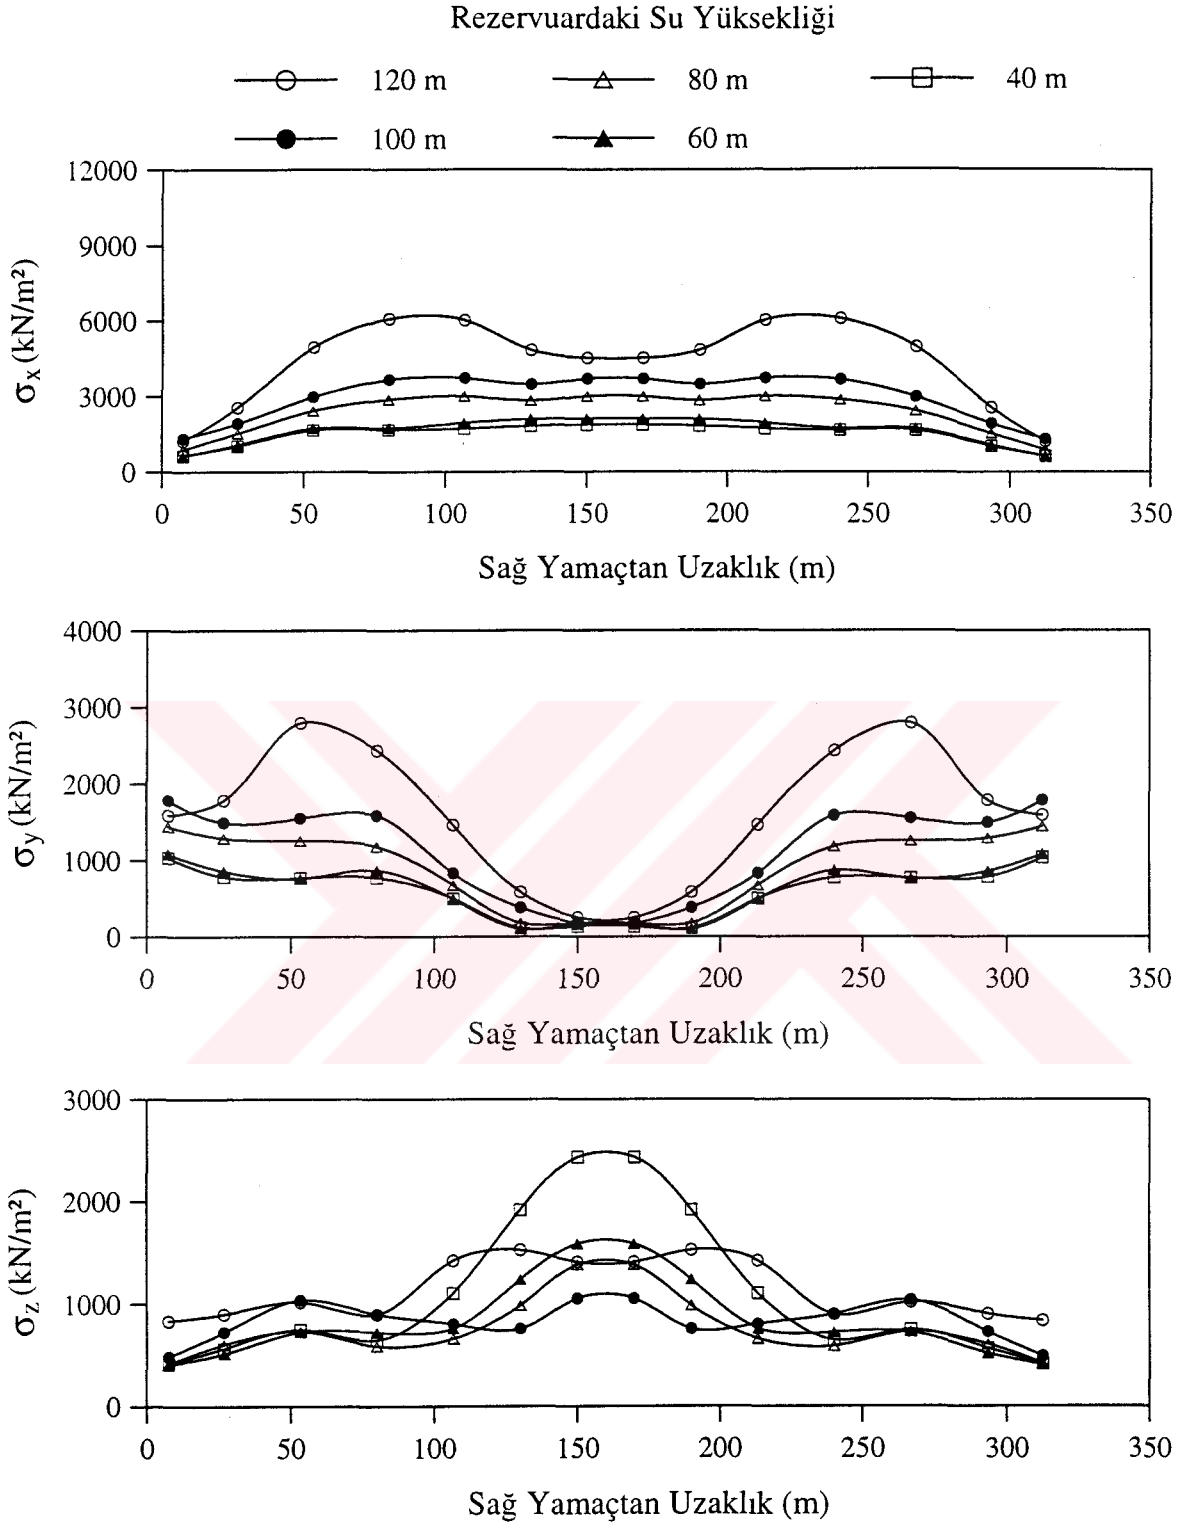 Rezervuardaki Su Yüksekliği
120 m 80 m 40 m
100 m 60 m
12000
9000
6000
3000
0
σx (kN/m²)
0 50 100 150 200 250 300 350
Sağ Yamaçtan Uzaklık (m)
4000
3000
2000
1000
0
σy (kN/m²)
0 50 100 150 200 250 300 350
Sağ Yamaçtan Uzaklık (m)
3000
2000
1000
0
σz (kN/m²)
0 50 100 150 200 250 300 350
Sağ Yamaçtan Uzaklık (m)